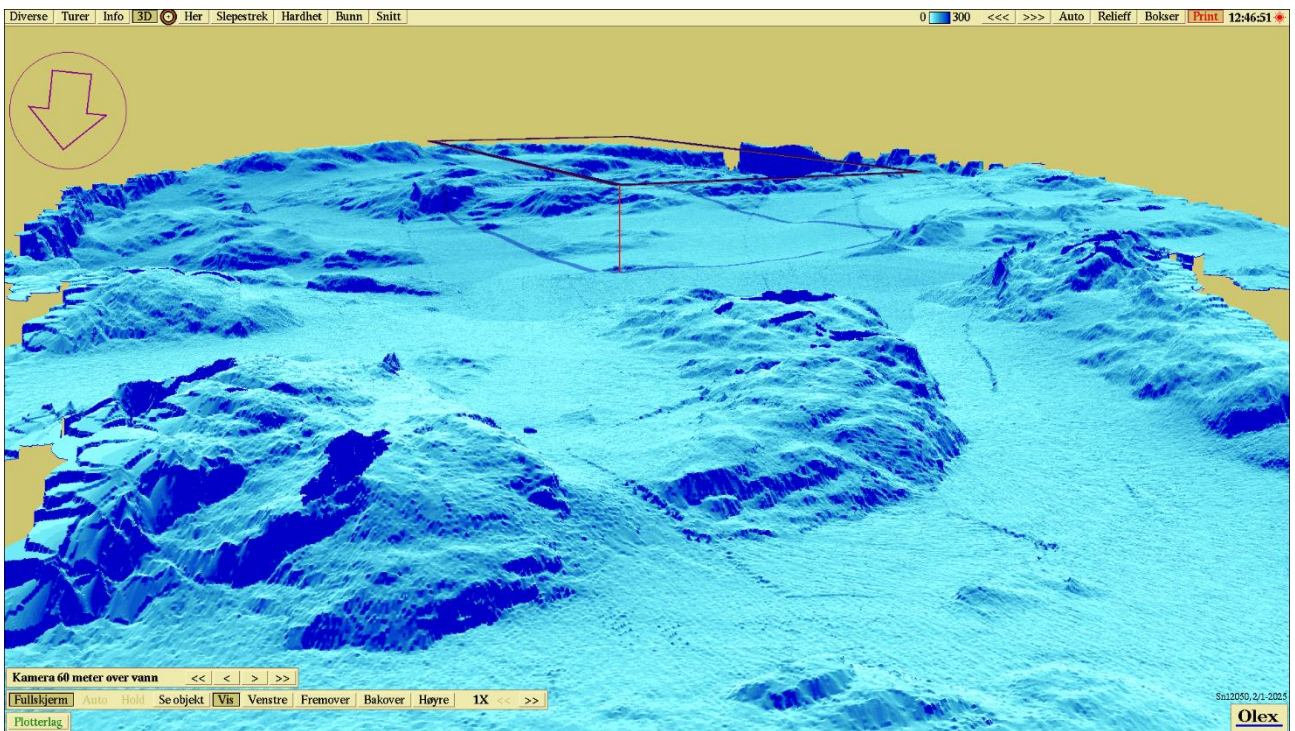 Diverse Turer Info 3D Her Slepestrek Hardhet Bunn Snitt 0 300 <<< >>> Auto Relieff Bokser Print 12:46:51
Kamera 60 meter over vann << < > >>
Fullskjerm Auto Hold Se objekt Vis Venstre Fremover Bakover Høyre 1X << >>
Sn12050, 2/1-2025
Plotterlag Olex